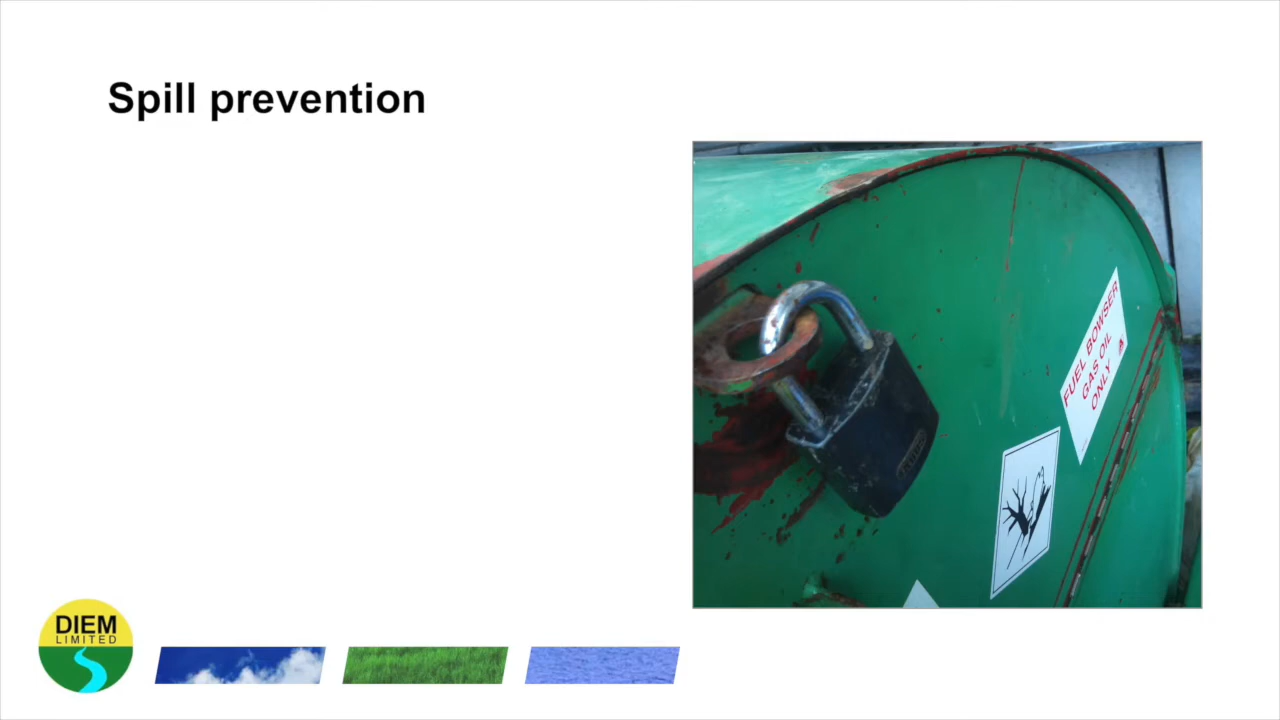 Spill prevention
FUEL BOWSER
GAS OIL
ONLY
DIEM
LIMITED